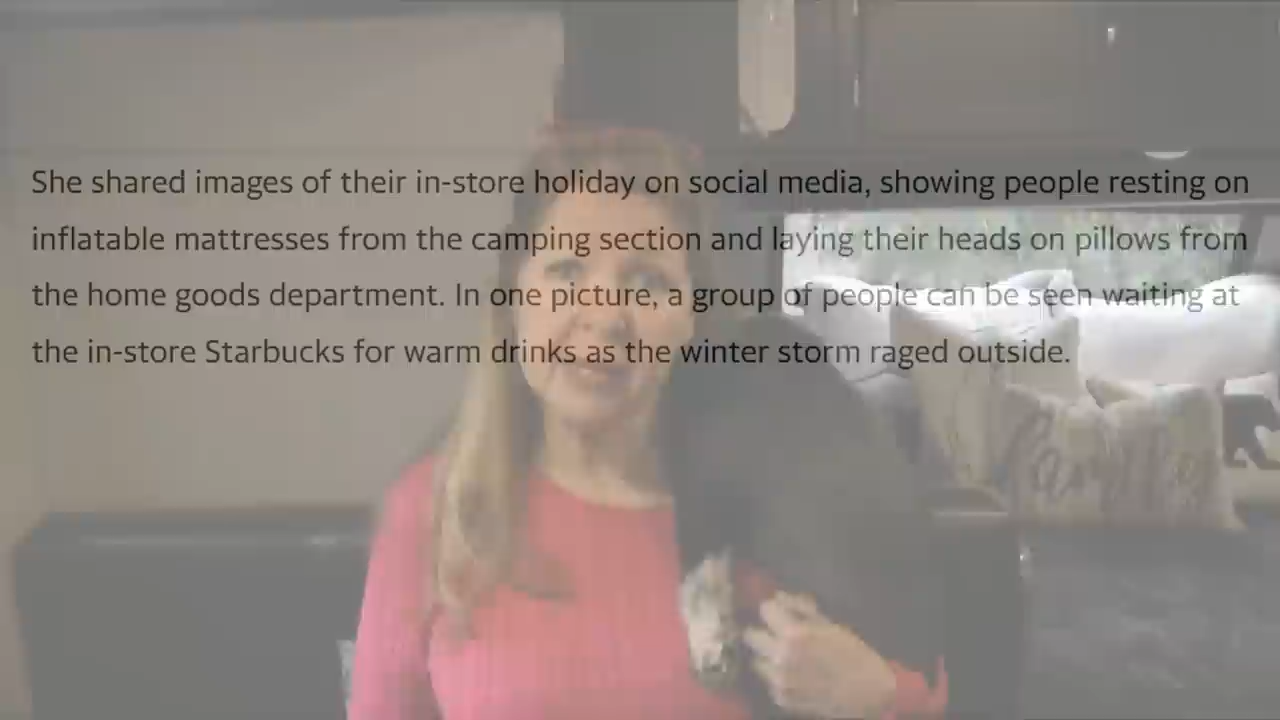 She shared images of their in-store holiday on social media, showing people resting on
inflatable mattresses from the camping section and laying their heads on pillows from
the home goods department. In one picture, a group of people can be seen waiting at
the in-store Starbucks for warm drinks as the winter storm raged outside.
family